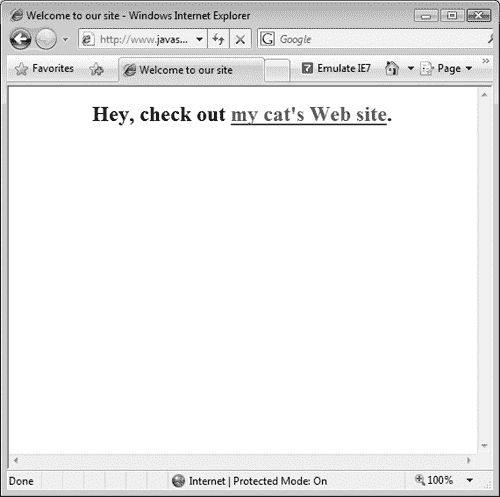 Welcome to our site - Windows Internet Explorer
http://www.javas...
Google
Favorites
Welcome to our site
Emulate IE7
Page
Hey, check out my cat's Web site.
Done
Internet | Protected Mode: On
100%